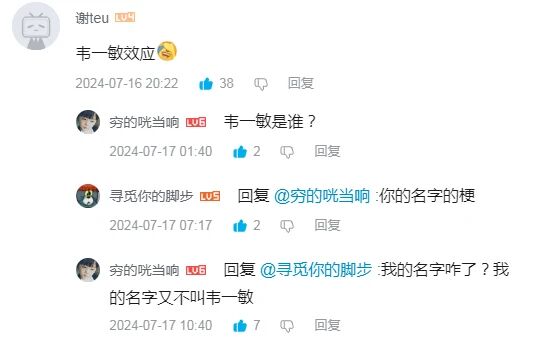 谢teu LV4
韦一敏效应
2024-07-16 20:22 38 回复
穷的咣当响 LV6 韦一敏是谁？
2024-07-17 01:40 2 回复
寻觅你的脚步 LV5 回复 @穷的咣当响 :你的名字的梗
2024-07-17 07:17 2 回复
穷的咣当响 LV6 回复 @寻觅你的脚步 :我的名字咋了？我
的名字又不叫韦一敏
2024-07-17 10:40 7 回复